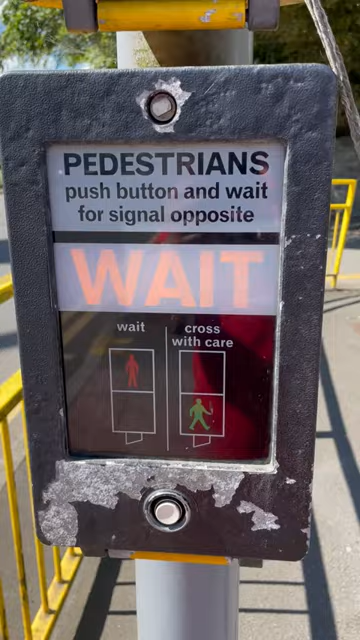 PEDESTRIANS
push button and wait
for signal opposite
WAIT
wait
cross
with care